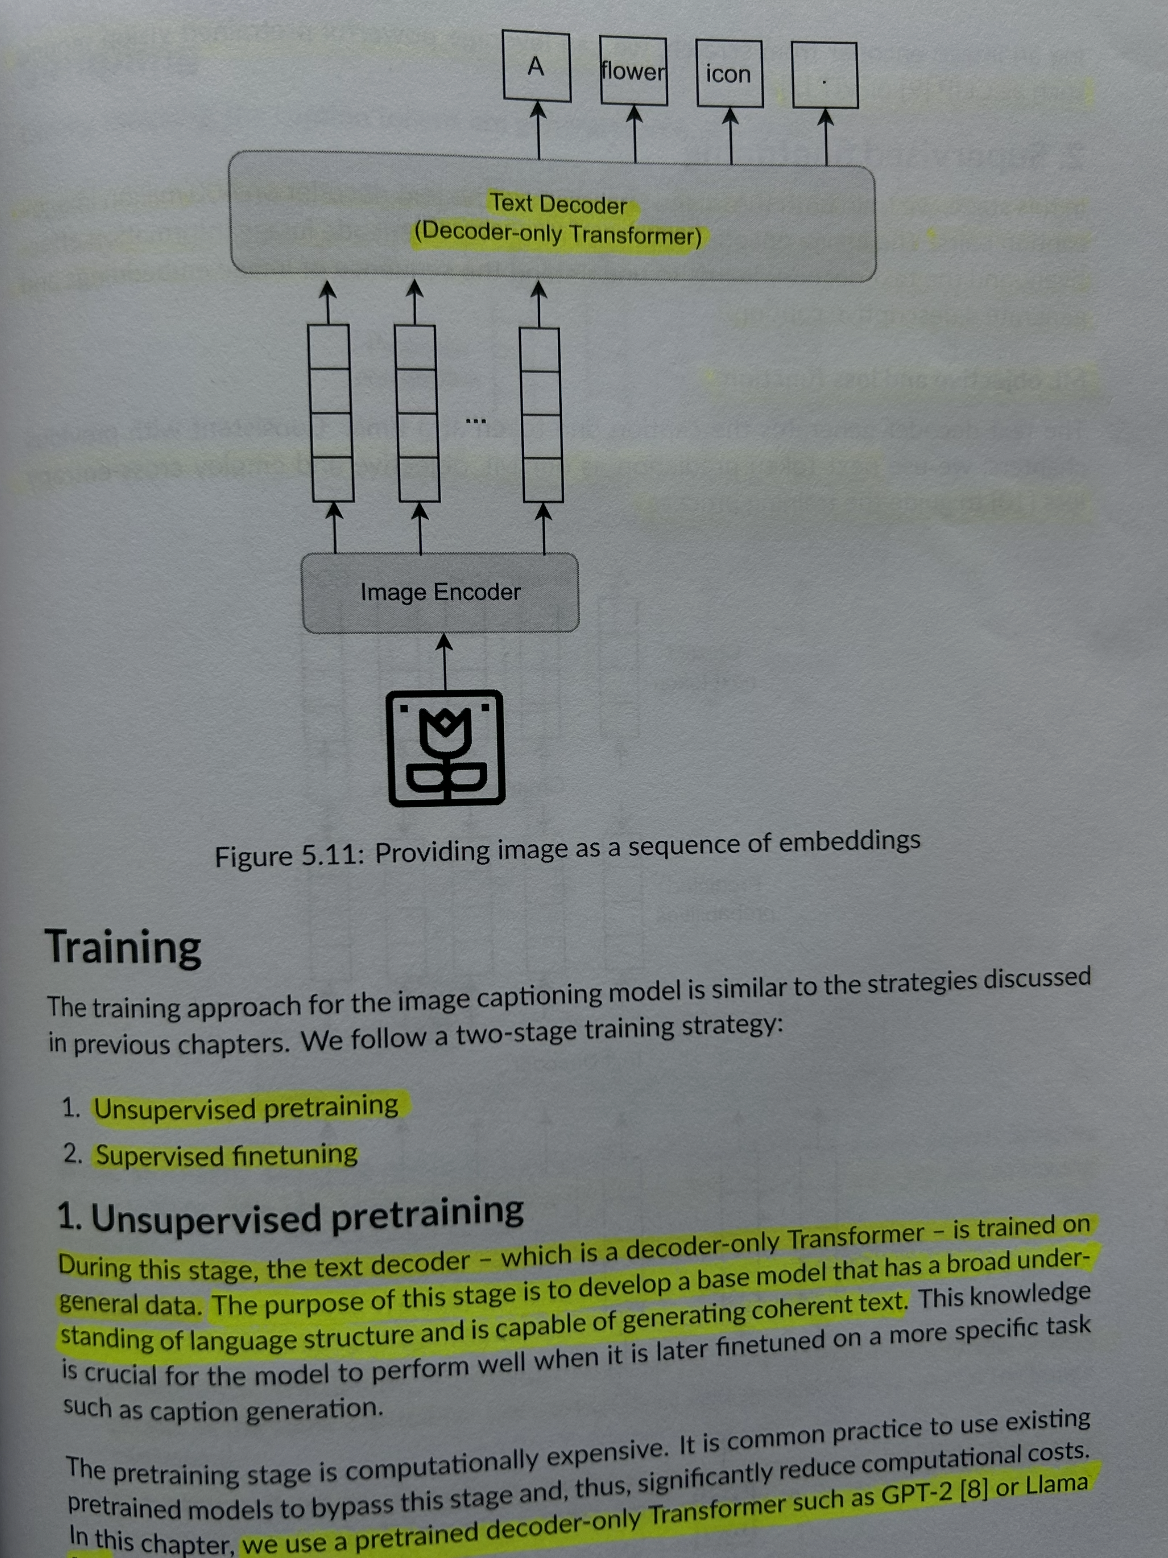 A flower icon .
Text Decoder
(Decoder-only Transformer)
...
Image Encoder
Figure 5.11: Providing image as a sequence of embeddings
Training
The training approach for the image captioning model is similar to the strategies discussed
in previous chapters. We follow a two-stage training strategy:
1. Unsupervised pretraining
2. Supervised finetuning
1. Unsupervised pretraining
During this stage, the text decoder – which is a decoder-only Transformer – is trained on
general data. The purpose of this stage is to develop a base model that has a broad under-
standing of language structure and is capable of generating coherent text. This knowledge
is crucial for the model to perform well when it is later finetuned on a more specific task
such as caption generation.
The pretraining stage is computationally expensive. It is common practice to use existing
pretrained models to bypass this stage and, thus, significantly reduce computational costs.
In this chapter, we use a pretrained decoder-only Transformer such as GPT-2 [8] or Llama